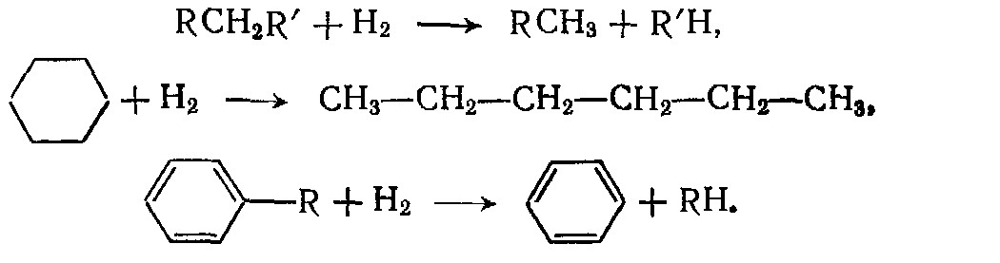 RCH₂R′ + H₂ ⟶ RCH₃ + R′H,
+ H₂ ⟶ CH₃—CH₂—CH₂—CH₂—CH₂—CH₃,
—R + H₂ ⟶ + RH.